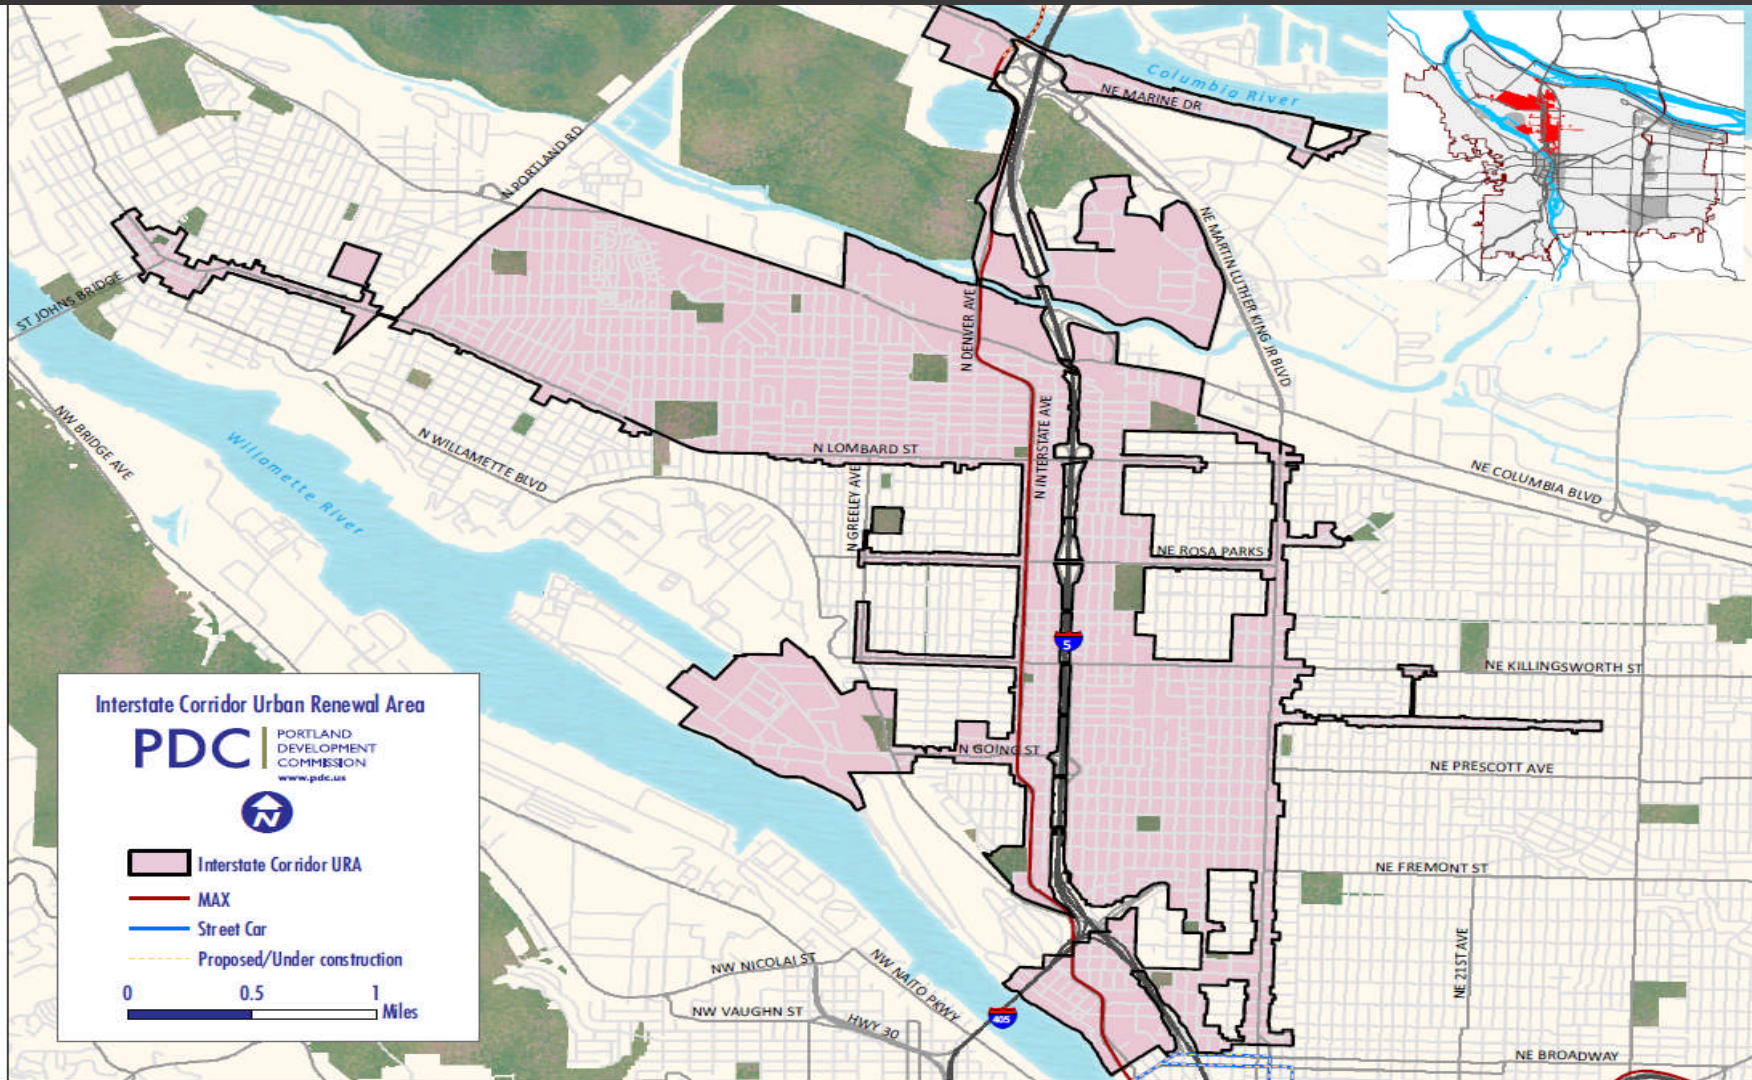 Columbia River
NE MARINE DR
N PORTLAND RD
NE MARTIN LUTHER KING JR BLVD
ST JOHNS BRIDGE
N DENVER AVE
N INTERSTATE AVE
NW BRIDGE AVE
Willamette River
N WILLAMETTE BLVD
N LOMBARD ST
N GREELEY AVE
NE COLUMBIA BLVD
NE ROSA PARKS
5
NE KILLINGSWORTH ST
N GOING ST
NE PRESCOTT AVE
NE FREMONT ST
NE 21ST AVE
NW NICOLAI ST
NW NAITO PKWY
NW VAUGHN ST
HWY 30
405
NE BROADWAY
Interstate Corridor Urban Renewal Area
PDC
PORTLAND
DEVELOPMENT
COMMISSION
www.pdc.us
N
Interstate Corridor URA
MAX
Street Car
Proposed/Under construction
0 0.5 1
Miles